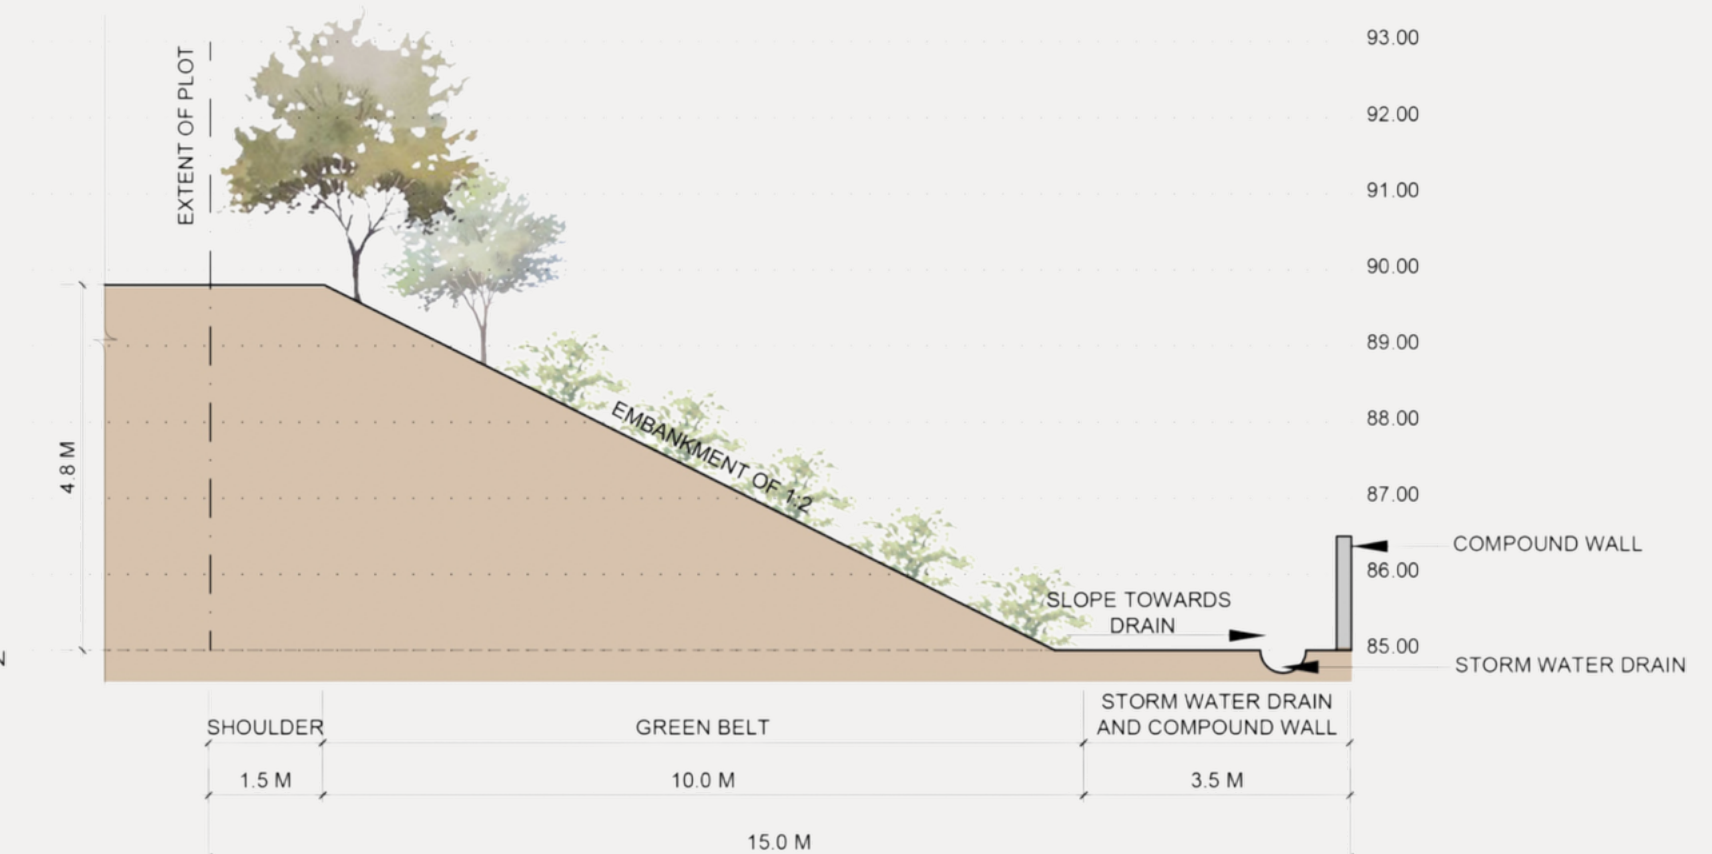 93.00
EXTENT OF PLOT
92.00
91.00
90.00
89.00
88.00
EMBANKMENT OF 1:2
4.8 M
87.00
COMPOUND WALL
86.00
SLOPE TOWARDS
DRAIN
85.00
STORM WATER DRAIN
SHOULDER
GREEN BELT
STORM WATER DRAIN
AND COMPOUND WALL
1.5 M
10.0 M
3.5 M
15.0 M